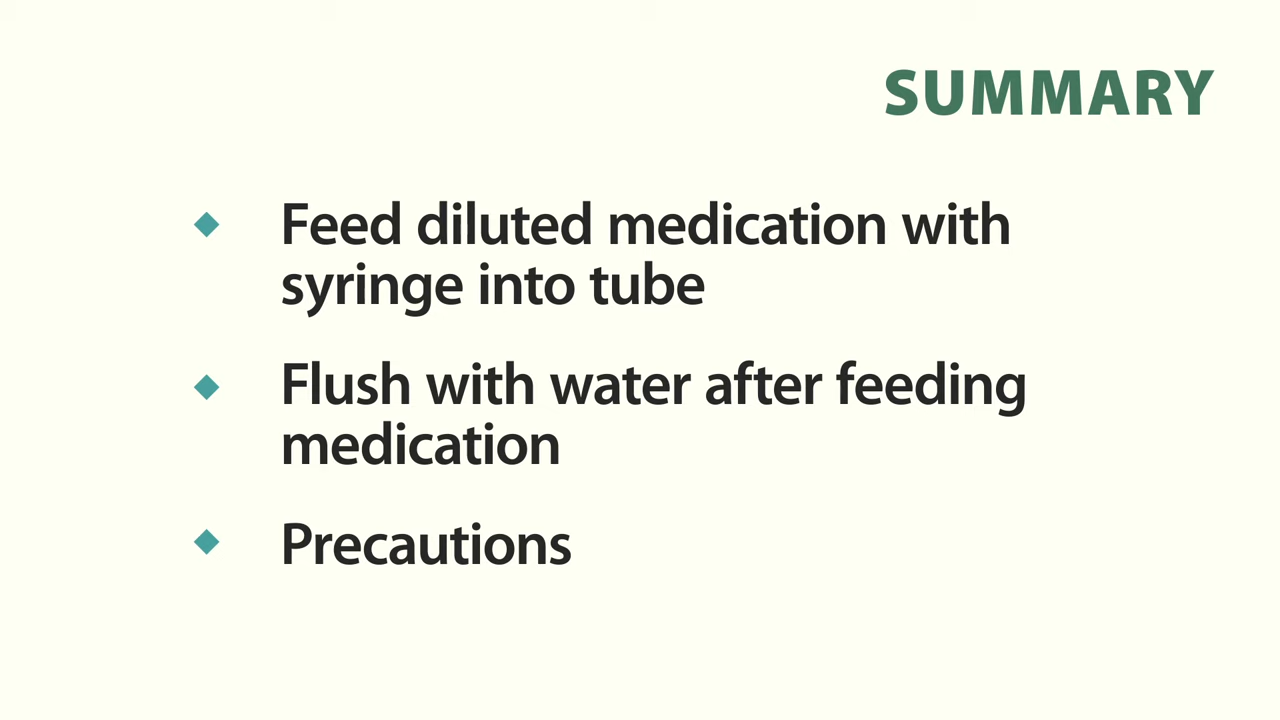 SUMMARY
Feed diluted medication with
syringe into tube
Flush with water after feeding
medication
Precautions